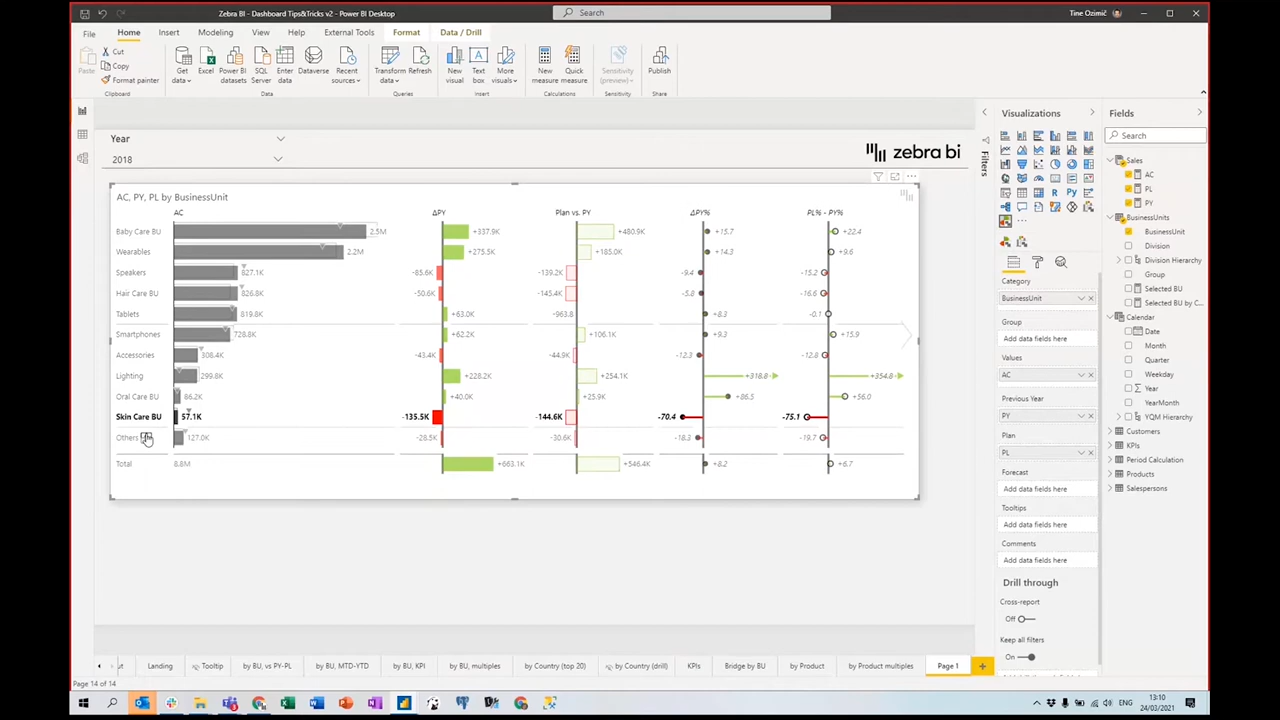 Zebra BI - Dashboard Tips&Tricks v2 - Power BI Desktop
Search
Tine Ozimič
File
Home
Insert
Modeling
View
Help
External Tools
Format
Data / Drill
Paste
Cut
Copy
Format painter
Get data
Excel
Power BI datasets
SQL Server
Enter data
Dataverse
Recent sources
Transform data
Refresh
New visual
Text box
More visuals
New measure
Quick measure
Sensitivity (preview)
Publish
Clipboard
Data
Queries
Insert
Calculations
Sensitivity
Share
Year
2018
zebra bi
AC, PY, PL by BusinessUnit
AC ΔPY Plan vs. PY ΔPY% PL% - PY%
Baby Care BU 2.5M +337.9K +480.9K +15.7 +22.4
Wearables 2.2M +275.5K +185.0K +14.3 +9.6
Speakers 827.1K -85.6K -139.2K -9.4 -15.2
Hair Care BU 826.8K -50.6K -145.4K -5.8 -16.6
Tablets 819.8K +63.0K -963.8 +8.3 -0.1
Smartphones 728.8K +62.2K +106.1K +9.3 +15.9
Accessories 308.4K -43.4K -44.9K -12.3 -12.8
Lighting 299.8K +228.2K +254.1K +318.8 +354.8
Oral Care BU 86.2K +40.0K +25.9K +86.5 +56.0
Skin Care BU 57.1K -135.5K -144.6K -70.4 -75.1
Others 127.0K -28.5K -30.6K -18.3 -19.7
Total 8.8M +663.1K +546.4K +8.2 +6.7
Filters
Visualizations
R Py
Category
BusinessUnit
Group
Add data fields here
Values
AC
Previous Year
PY
Plan
PL
Forecast
Add data fields here
Tooltips
Add data fields here
Comments
Add data fields here
Drill through
Cross-report
Off
Keep all filters
On
Fields
Search
Sales
AC
PL
PY
BusinessUnits
BusinessUnit
Division
Division Hierarchy
Group
Selected BU
Selected BU by C...
Calendar
Date
Month
Quarter
Weekday
Year
YearMonth
YQM Hierarchy
Customers
KPIs
Period Calculation
Products
Salespersons
Landing
Tooltip
by BU, vs PY-PL
by BU, MTD-YTD
by BU, KPI
by BU, multiples
by Country (top 20)
by Country (drill)
KPIs
Bridge by BU
by Product
by Product multiples
Page 1
Page 14 of 14
ENG
13:10
24/03/2021